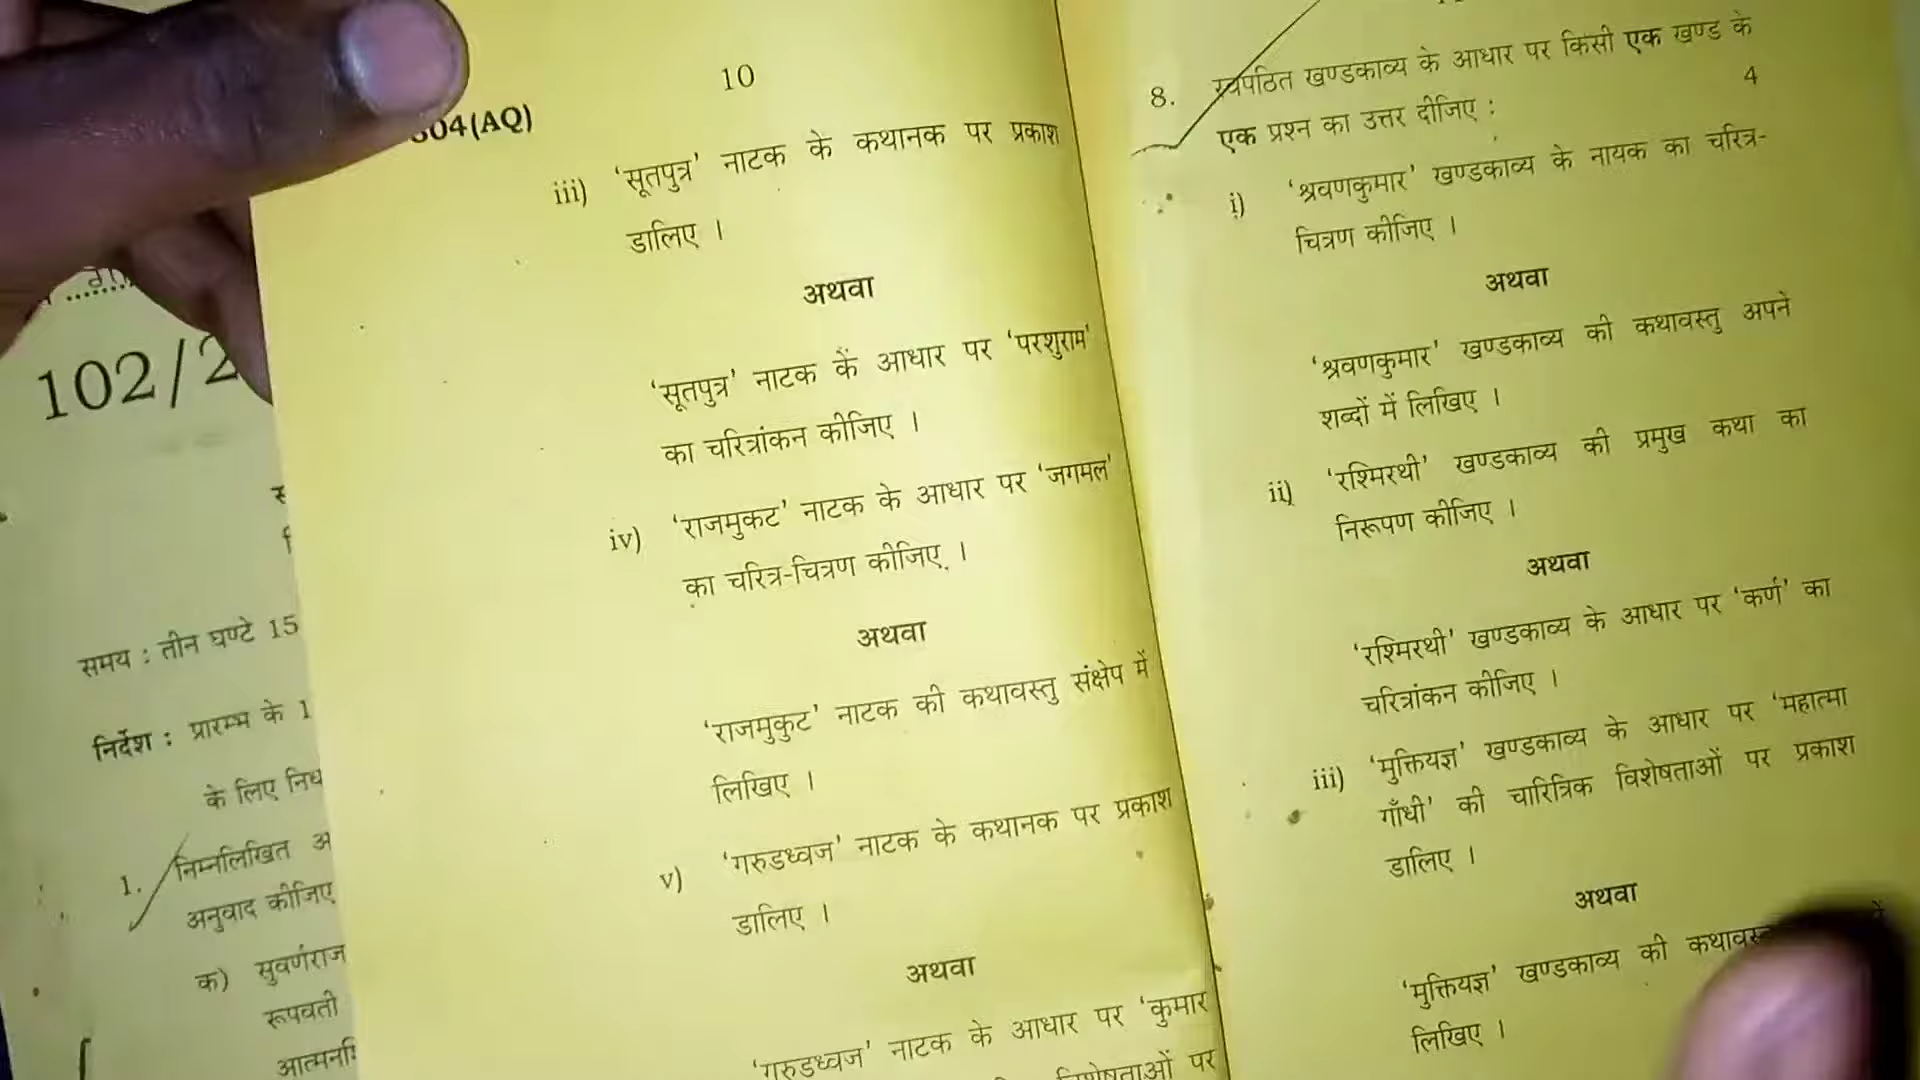 10
304(AQ)
iii) 'सूतपुत्र' नाटक के कथानक पर प्रकाश
डालिए ।
अथवा
'सूतपुत्र' नाटक कें आधार पर 'परशुराम'
का चरित्रांकन कीजिए ।
iv) 'राजमुकट' नाटक के आधार पर 'जगमल'
का चरित्र-चित्रण कीजिए ।
अथवा
'राजमुकुट' नाटक की कथावस्तु संक्षेप में
लिखिए ।
v) 'गरुडध्वज' नाटक के कथानक पर प्रकाश
डालिए ।
अथवा
'गरुडध्वज' नाटक के आधार पर 'कुमार
विशेषताओं पर
8. स्वपठित खण्डकाव्य के आधार पर किसी एक खण्ड के
एक प्रश्न का उत्तर दीजिए : 4
i) 'श्रवणकुमार' खण्डकाव्य के नायक का चरित्र-
चित्रण कीजिए ।
अथवा
'श्रवणकुमार' खण्डकाव्य की कथावस्तु अपने
शब्दों में लिखिए ।
ii) 'रश्मिरथी' खण्डकाव्य की प्रमुख कथा का
निरूपण कीजिए ।
अथवा
'रश्मिरथी' खण्डकाव्य के आधार पर 'कर्ण' का
चरित्रांकन कीजिए ।
iii) 'मुक्तियज्ञ' खण्डकाव्य के आधार पर 'महात्मा
गाँधी' की चारित्रिक विशेषताओं पर प्रकाश
डालिए ।
अथवा
'मुक्तियज्ञ' खण्डकाव्य की
लिखिए ।
102/2
समय : तीन घण्टे 15
निर्देश : प्रारम्भ के 1
के लिए निध
1. निम्नलिखित अ
अनुवाद कीजिए
क) सुवर्णराज
रूपवती